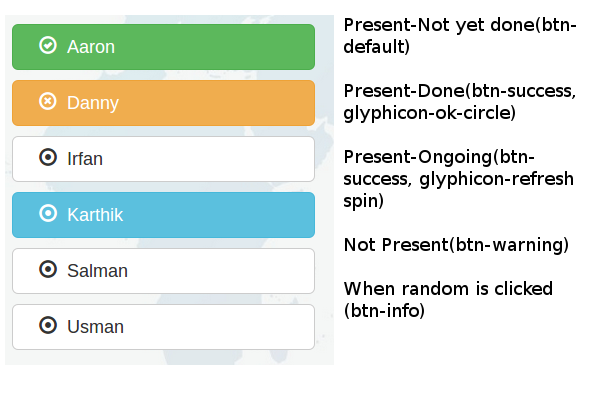 Aaron
Danny
Irfan
Karthik
Salman
Usman
Present-Not yet done(btn-
default)
Present-Done(btn-success,
glyphicon-ok-circle)
Present-Ongoing(btn-
success, glyphicon-refresh
spin)
Not Present(btn-warning)
When random is clicked
(btn-info)